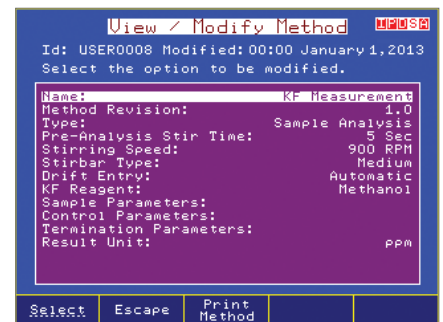 View / Modify Method IPDSA
Id: USER0008 Modified: 00:00 January 1, 2013
Select the option to be modified.
Name: KF Measurement
Method Revision: 1.0
Type: Sample Analysis
Pre-Analysis Stir Time: 5 Sec
Stirring Speed: 900 RPM
Stirbar Type: Medium
Drift Entry: Automatic
KF Reagent: Methanol
Sample Parameters:
Control Parameters:
Termination Parameters:
Result Unit: ppm
Select Escape Print
Method